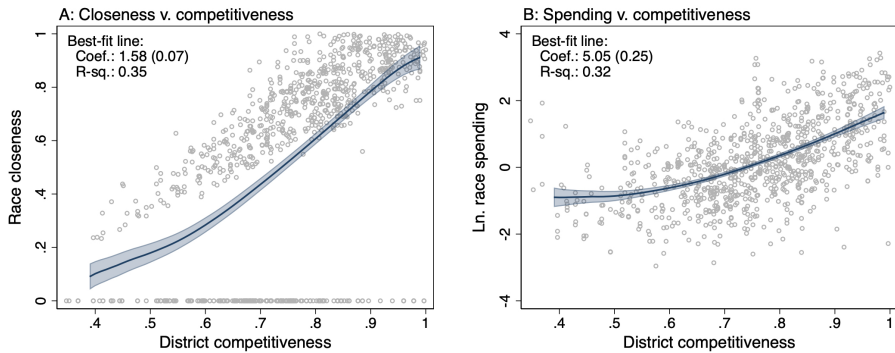 A: Closeness v. competitiveness
Best-fit line:
Coef.: 1.58 (0.07)
R-sq.: 0.35
Race closeness
1
.8
.6
.4
.2
0
.4 .5 .6 .7 .8 .9 1
District competitiveness
B: Spending v. competitiveness
Best-fit line:
Coef.: 5.05 (0.25)
R-sq.: 0.32
Ln. race spending
4
2
0
-2
-4
.4 .5 .6 .7 .8 .9 1
District competitiveness